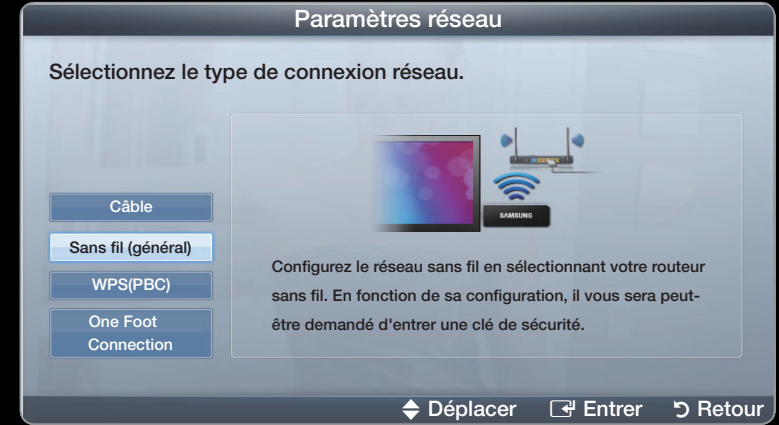 Paramètres réseau
Sélectionnez le type de connexion réseau.
Câble
Sans fil (général)
WPS(PBC)
One Foot
Connection
SAMSUNG
Configurez le réseau sans fil en sélectionnant votre routeur
sans fil. En fonction de sa configuration, il vous sera peut-
être demandé d'entrer une clé de sécurité.
Déplacer Entrer Retour